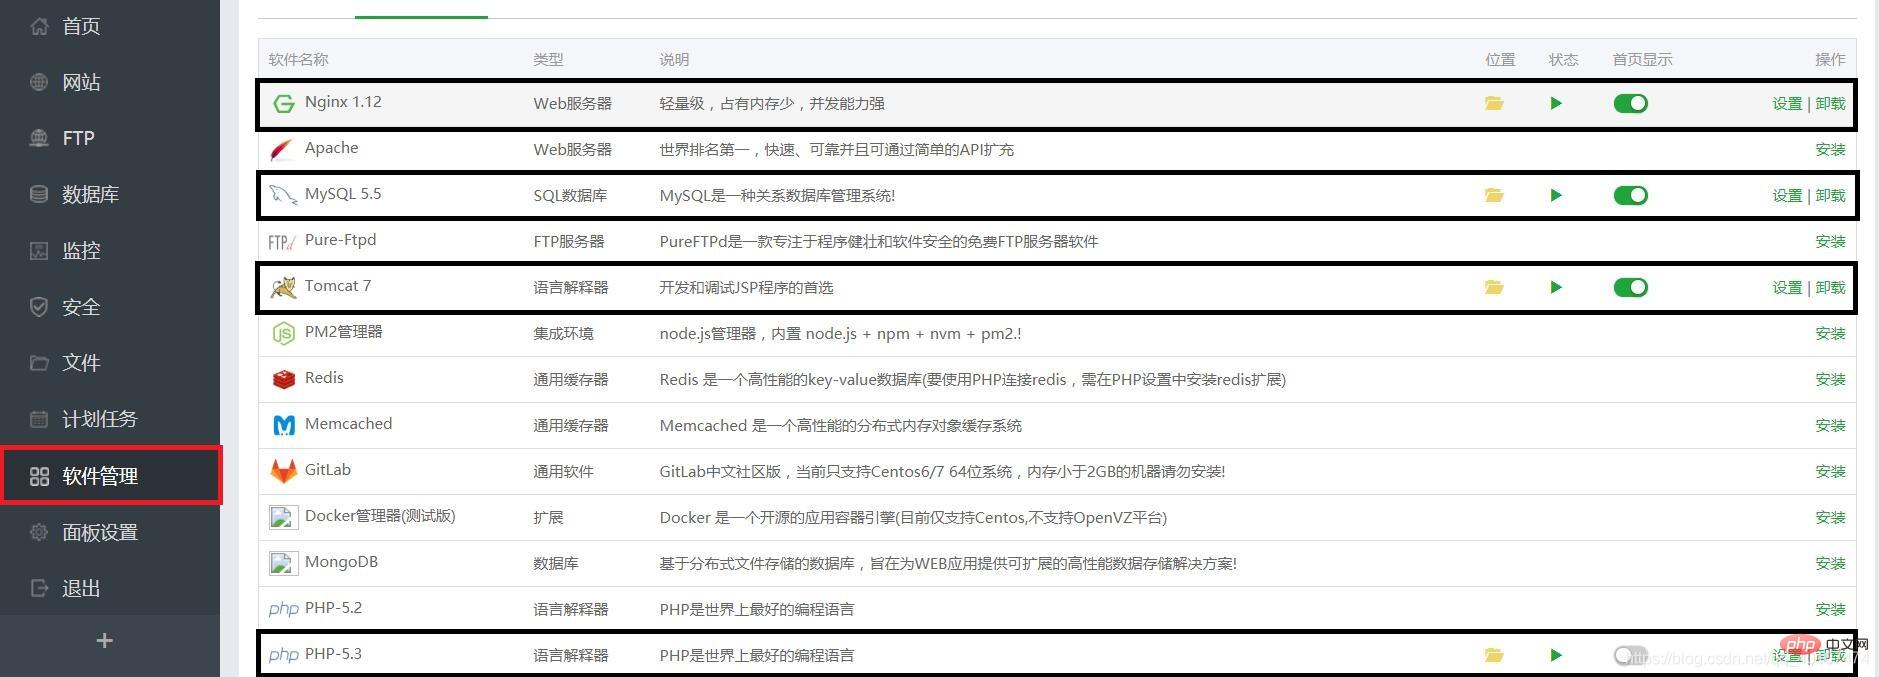 首页
网站
FTP
数据库
监控
安全
文件
计划任务
软件管理
面板设置
退出
+
软件名称 类型 说明 位置 状态 首页显示 操作
Nginx 1.12 Web服务器 轻量级，占有内存少，并发能力强 设置 | 卸载
Apache Web服务器 世界排名第一，快速、可靠并且可通过简单的API扩充 安装
MySQL 5.5 SQL数据库 MySQL是一种关系数据库管理系统! 设置 | 卸载
FTP Pure-Ftpd FTP服务器 PureFTPd是一款专注于程序健壮和软件安全的免费FTP服务器软件 安装
Tomcat 7 语言解释器 开发和调试JSP程序的首选 设置 | 卸载
JS PM2管理器 集成环境 node.js管理器，内置 node.js + npm + nvm + pm2.! 安装
Redis 通用缓存器 Redis 是一个高性能的key-value数据库(要使用PHP连接redis，需在PHP设置中安装redis扩展) 安装
Memcached 通用缓存器 Memcached 是一个高性能的分布式内存对象缓存系统 安装
GitLab 通用软件 GitLab中文社区版，当前只支持Centos6/7 64位系统，内存小于2GB的机器请勿安装! 安装
Docker管理器(测试版) 扩展 Docker 是一个开源的应用容器引擎(目前仅支持Centos,不支持OpenVZ平台) 安装
MongoDB 数据库 基于分布式文件存储的数据库，旨在为WEB应用提供可扩展的高性能数据存储解决方案! 安装
php PHP-5.2 语言解释器 PHP是世界上最好的编程语言 安装
php PHP-5.3 语言解释器 PHP是世界上最好的编程语言 设置 | 卸载
php 中文网
https://blog.csdn.net/